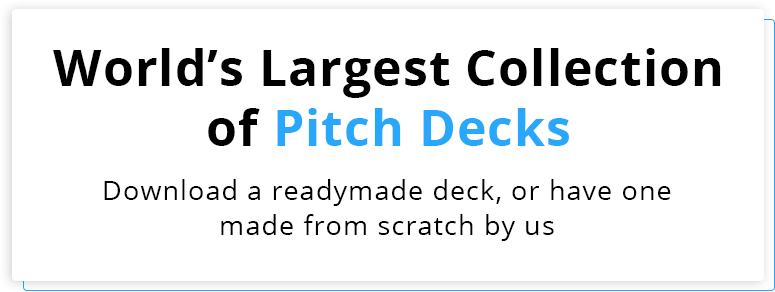 World’s Largest Collection
of Pitch Decks
Download a readymade deck, or have one
made from scratch by us